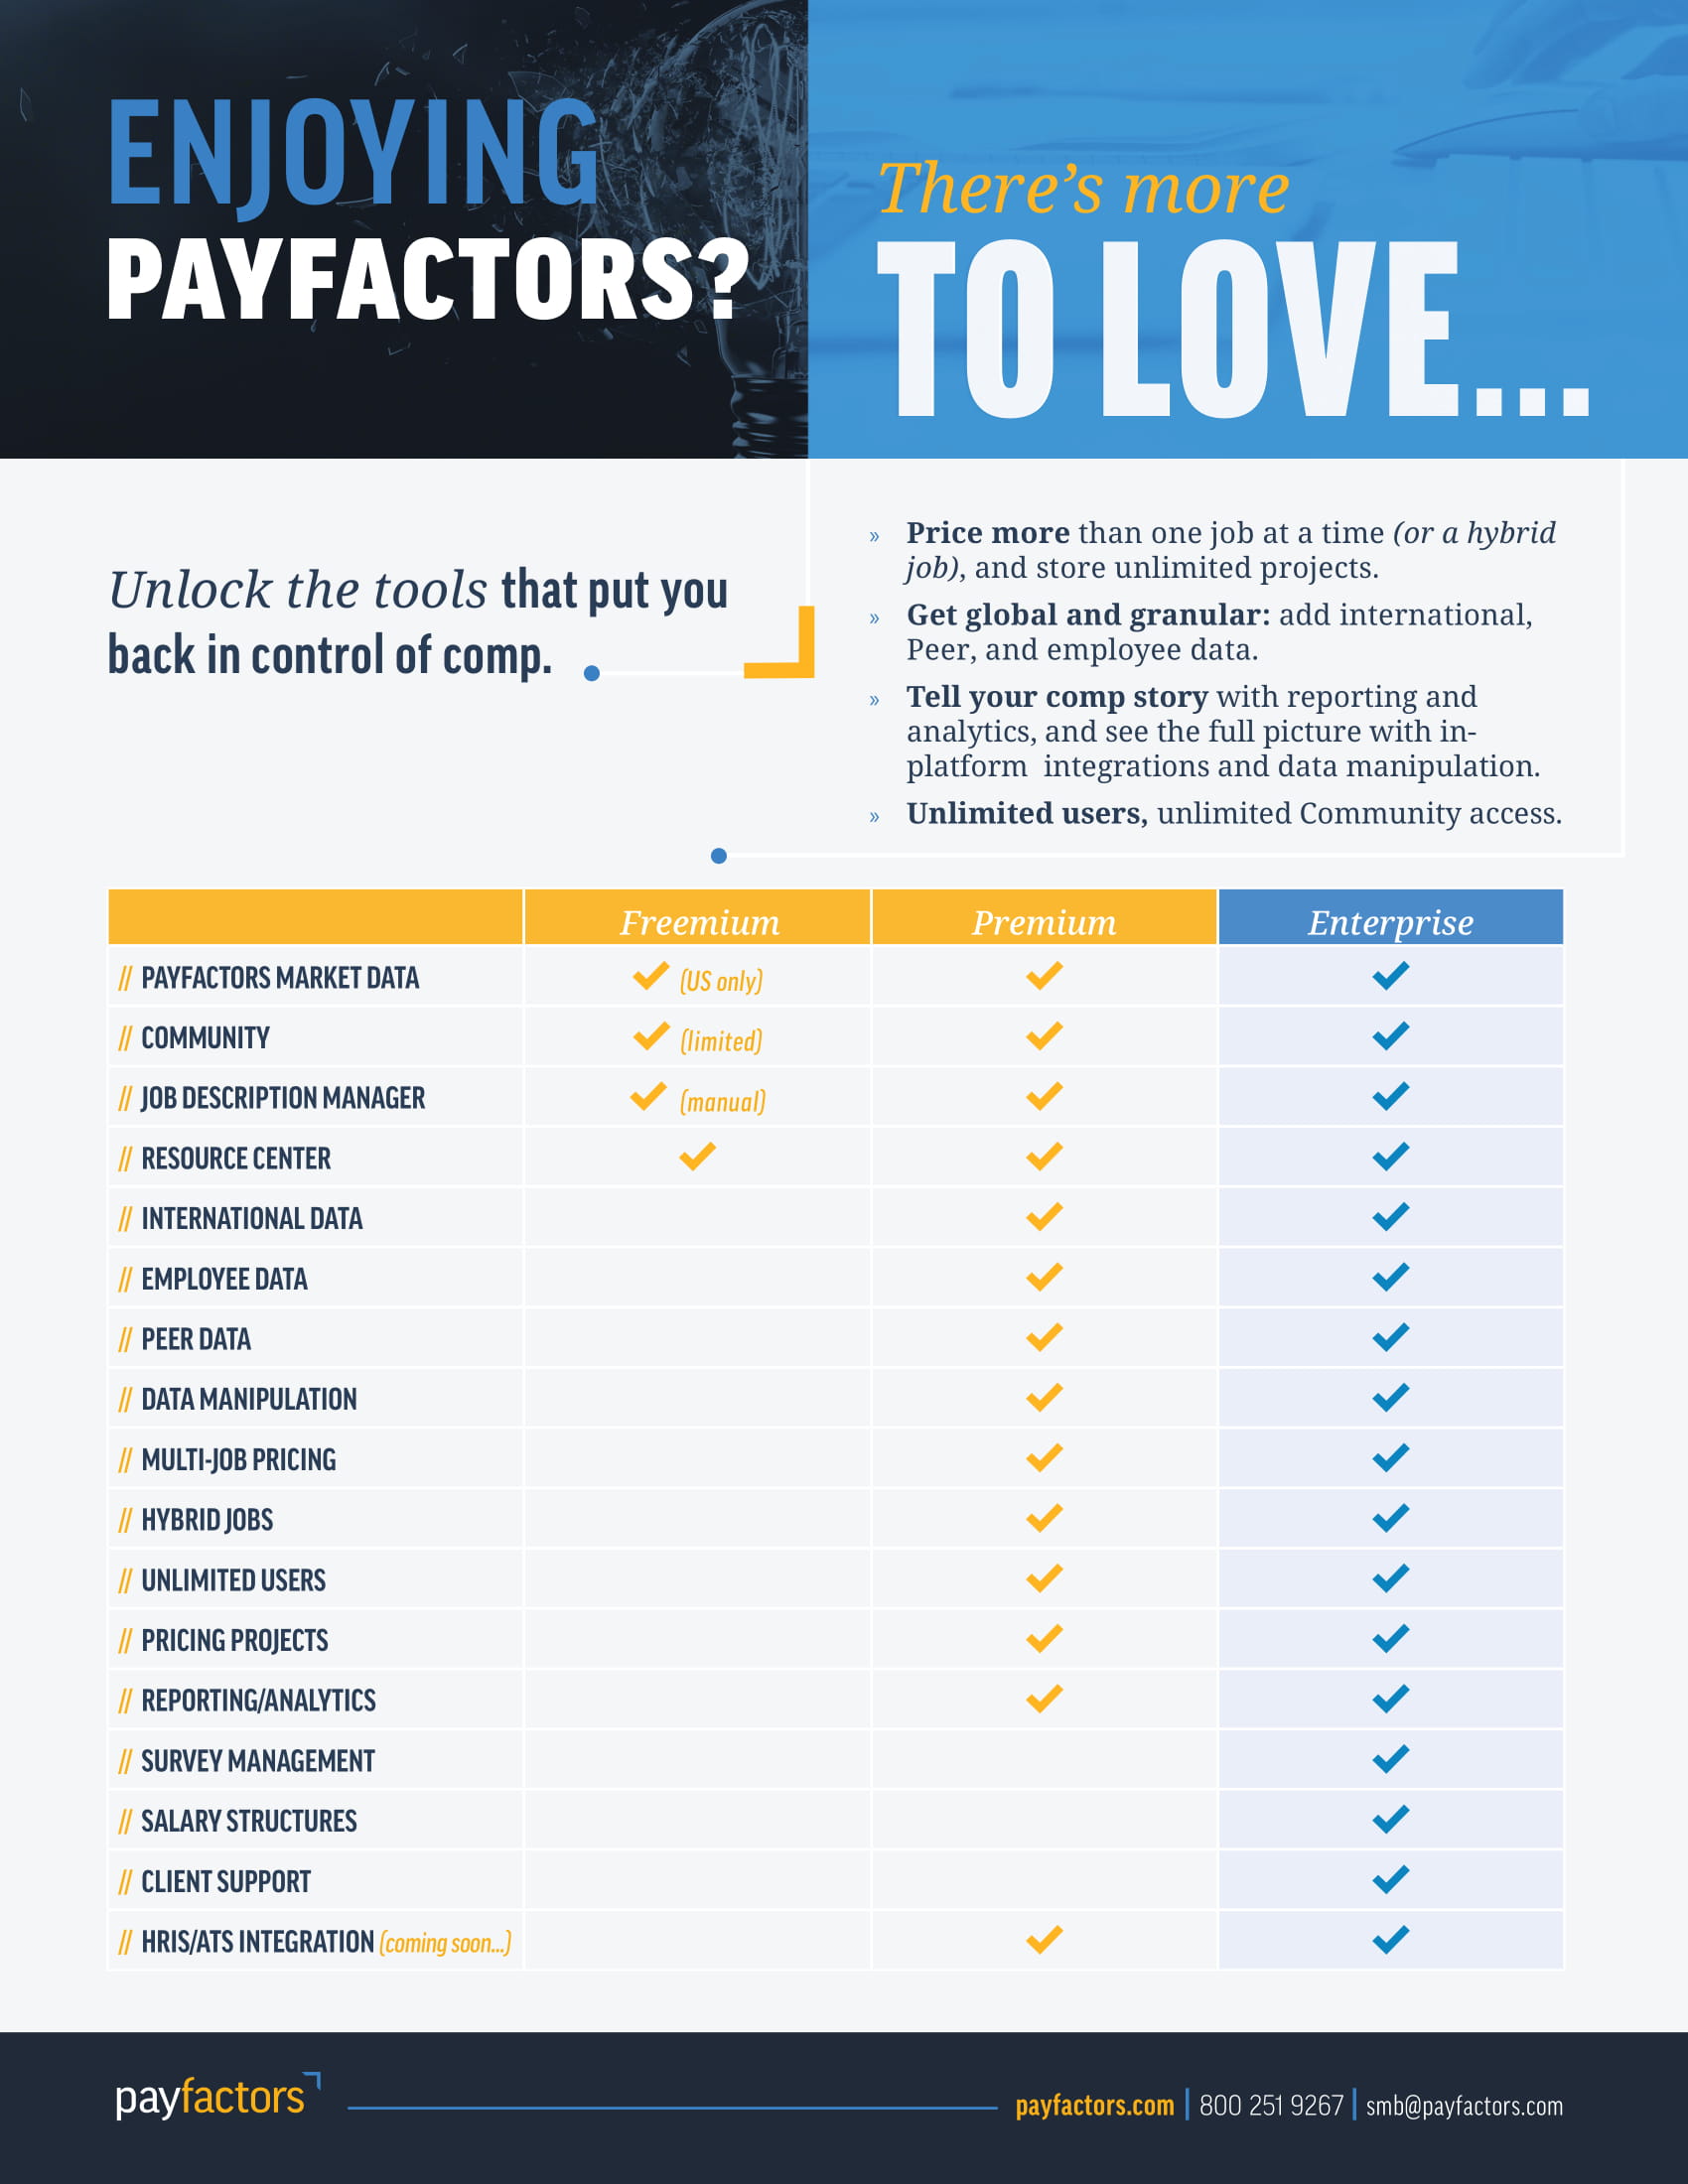 ENJOYING
PAYFACTORS?
There's more
TO LOVE...
Unlock the tools that put you
back in control of comp.
» Price more than one job at a time (or a hybrid
job), and store unlimited projects.
» Get global and granular: add international,
Peer, and employee data.
» Tell your comp story with reporting and
analytics, and see the full picture with in-
platform integrations and data manipulation.
» Unlimited users, unlimited Community access.
Freemium Premium Enterprise
// PAYFACTORS MARKET DATA ✓ (US only) ✓ ✓
// COMMUNITY ✓ (limited) ✓ ✓
// JOB DESCRIPTION MANAGER ✓ (manual) ✓ ✓
// RESOURCE CENTER ✓ ✓ ✓
// INTERNATIONAL DATA ✓ ✓
// EMPLOYEE DATA ✓ ✓
// PEER DATA ✓ ✓
// DATA MANIPULATION ✓ ✓
// MULTI-JOB PRICING ✓ ✓
// HYBRID JOBS ✓ ✓
// UNLIMITED USERS ✓ ✓
// PRICING PROJECTS ✓ ✓
// REPORTING/ANALYTICS ✓ ✓
// SURVEY MANAGEMENT ✓
// SALARY STRUCTURES ✓
// CLIENT SUPPORT ✓
// HRIS/ATS INTEGRATION (coming soon...) ✓ ✓
payfactors
payfactors.com | 800 251 9267 | smb@payfactors.com